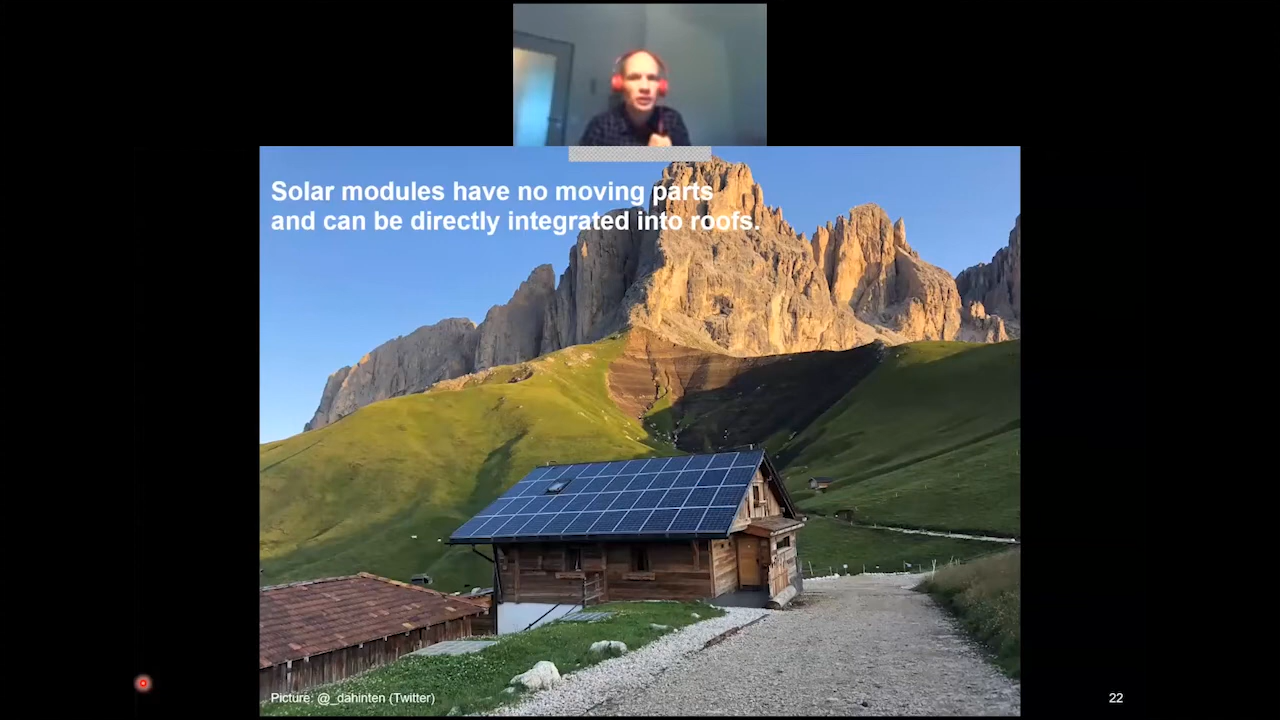 Solar modules have no moving parts
and can be directly integrated into roofs.
Picture: @_dahinten (Twitter)
22